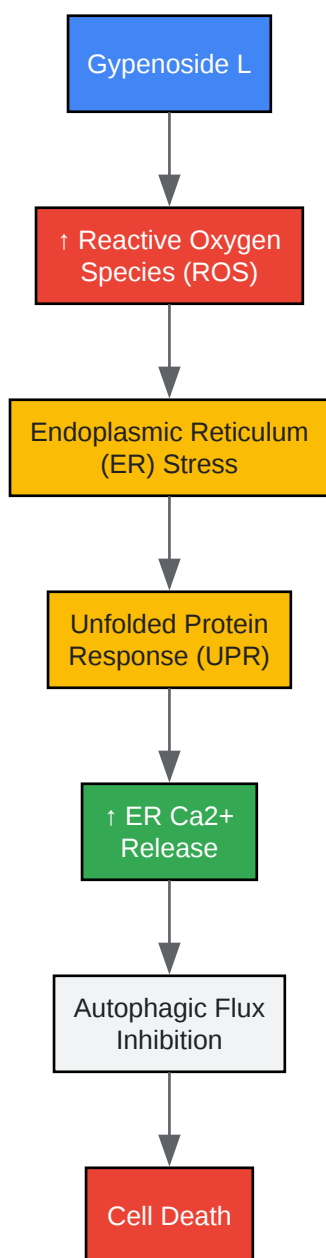 Gypenoside L
↑ Reactive Oxygen
Species (ROS)
Endoplasmic Reticulum
(ER) Stress
Unfolded Protein
Response (UPR)
↑ ER Ca2+
Release
Autophagic Flux
Inhibition
Cell Death